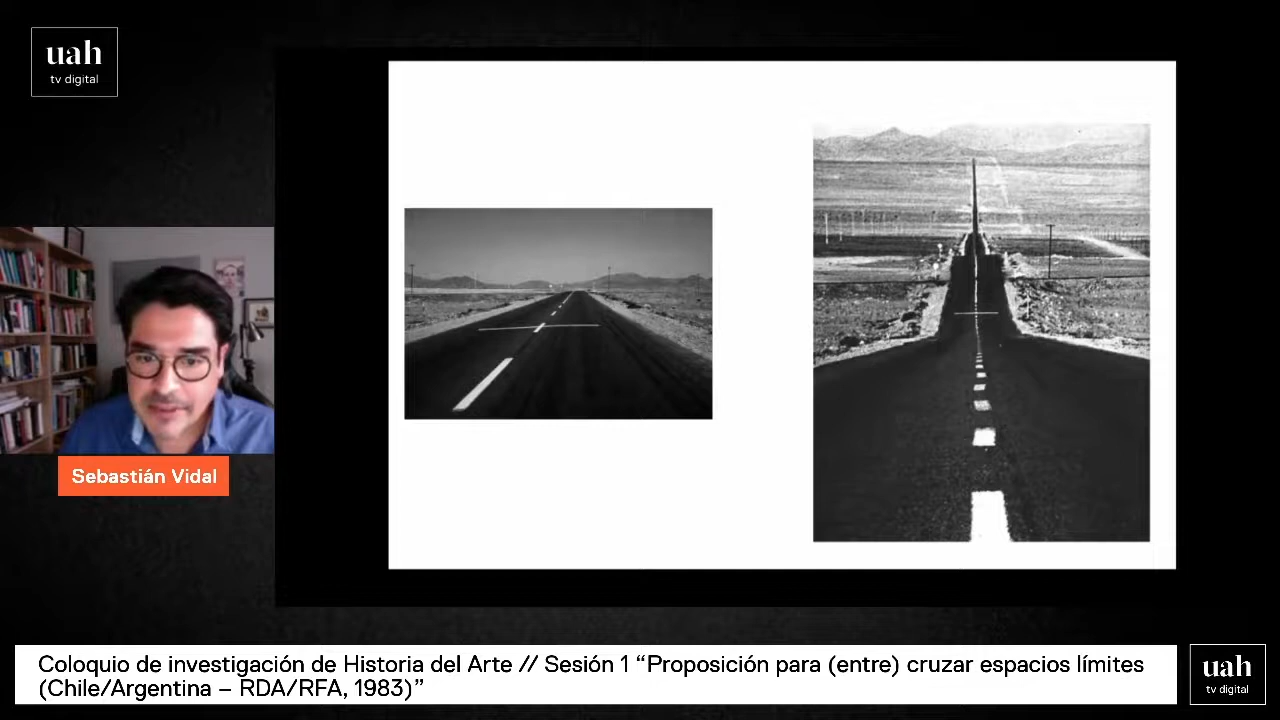 uah
tv digital
Sebastián Vidal
Coloquio de investigación de Historia del Arte // Sesión 1 “Proposición para (entre) cruzar espacios límites
(Chile/Argentina – RDA/RFA, 1983)”
uah
tv digital